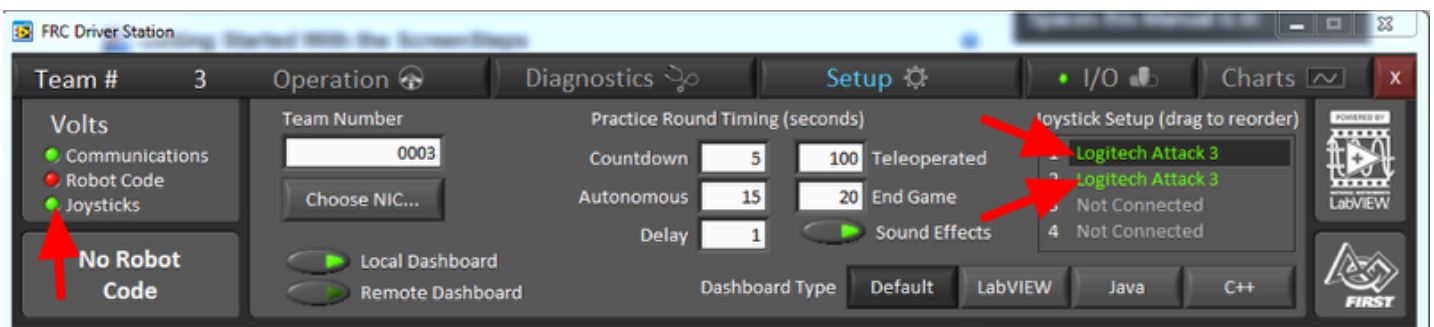 FRC Driver Station
Team # 3
Operation
Diagnostics
Setup
I/O
Charts
X
Volts
Communications
Robot Code
Joysticks
No Robot
Code
Team Number
0003
Choose NIC...
Local Dashboard
Remote Dashboard
Practice Round Timing (seconds)
Countdown 5 100 Teleoperated
Autonomous 15 20 End Game
Delay 1 Sound Effects
Dashboard Type Default LabVIEW Java C++
Joystick Setup (drag to reorder)
1 Logitech Attack 3
2 Logitech Attack 3
3 Not Connected
4 Not Connected
POWERED BY
NATIONAL INSTRUMENTS
LabVIEW
FIRST